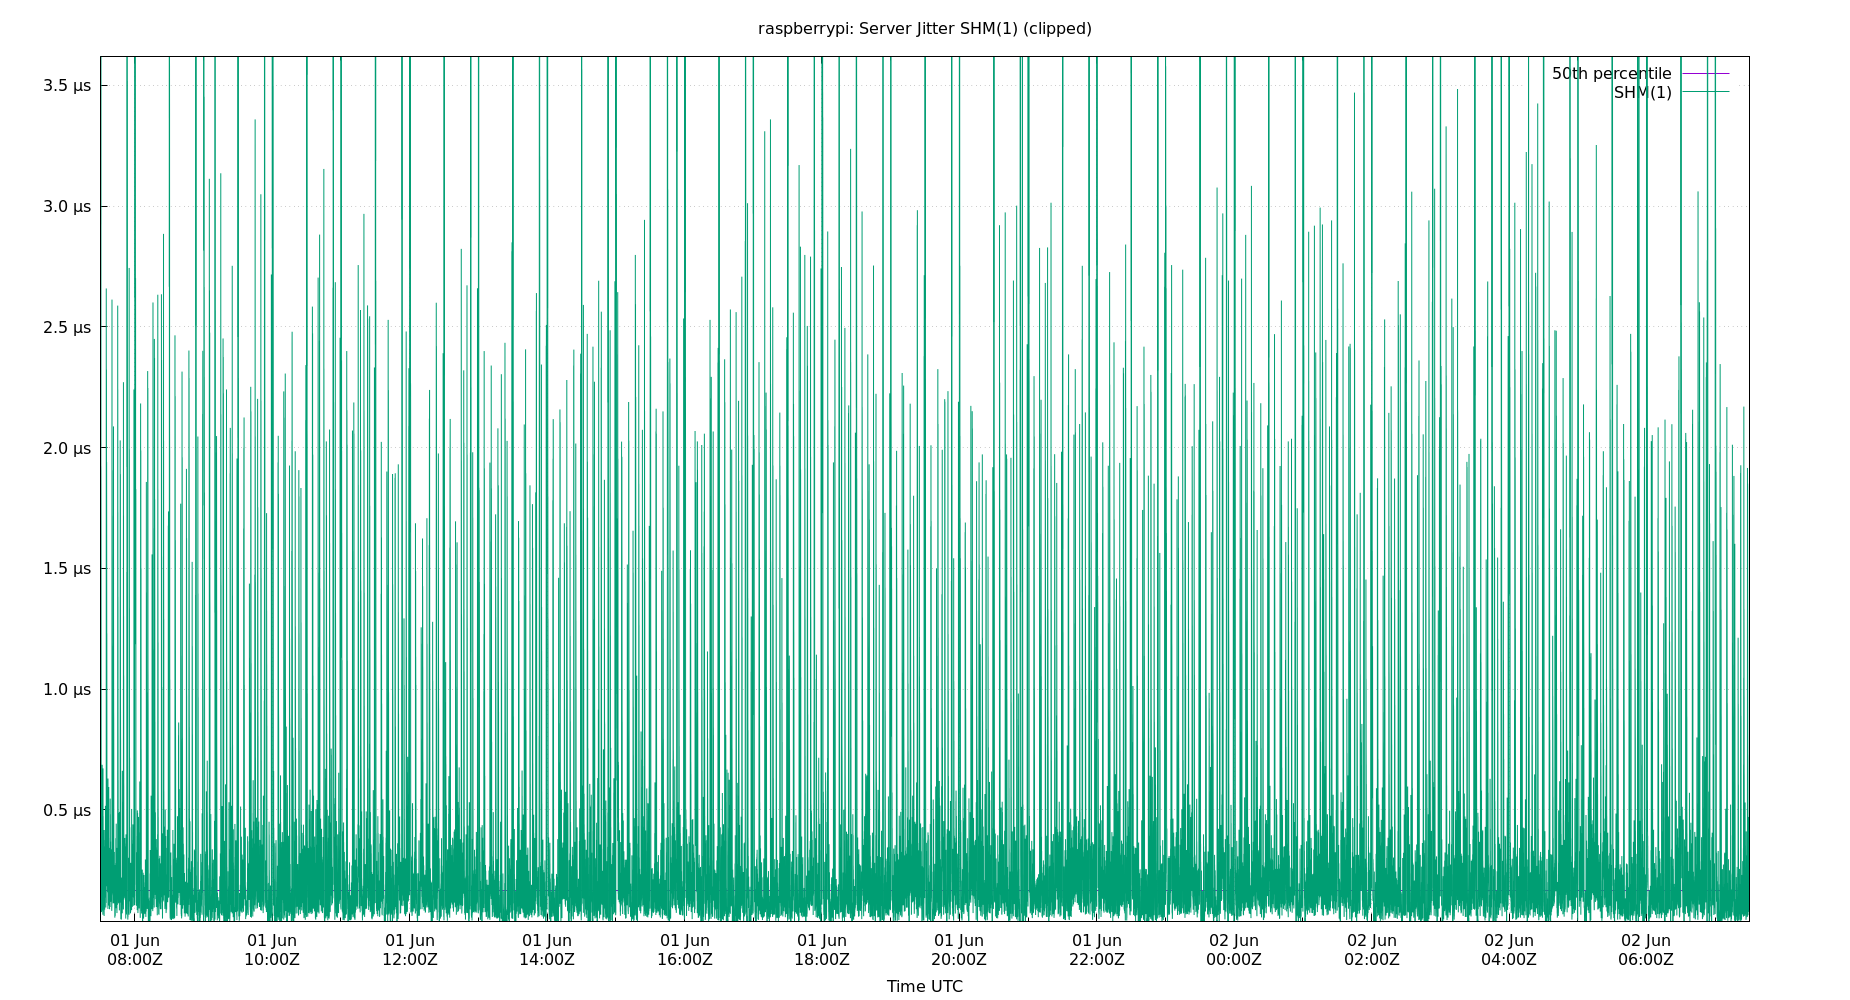 raspberrypi: Server Jitter SHM(1) (clipped)
50th percentile
SHM(1)
3.5 µs
3.0 µs
2.5 µs
2.0 µs
1.5 µs
1.0 µs
0.5 µs
01 Jun 01 Jun 01 Jun 01 Jun 01 Jun 01 Jun 01 Jun 01 Jun 02 Jun 02 Jun 02 Jun 02 Jun
08:00Z 10:00Z 12:00Z 14:00Z 16:00Z 18:00Z 20:00Z 22:00Z 00:00Z 02:00Z 04:00Z 06:00Z
Time UTC